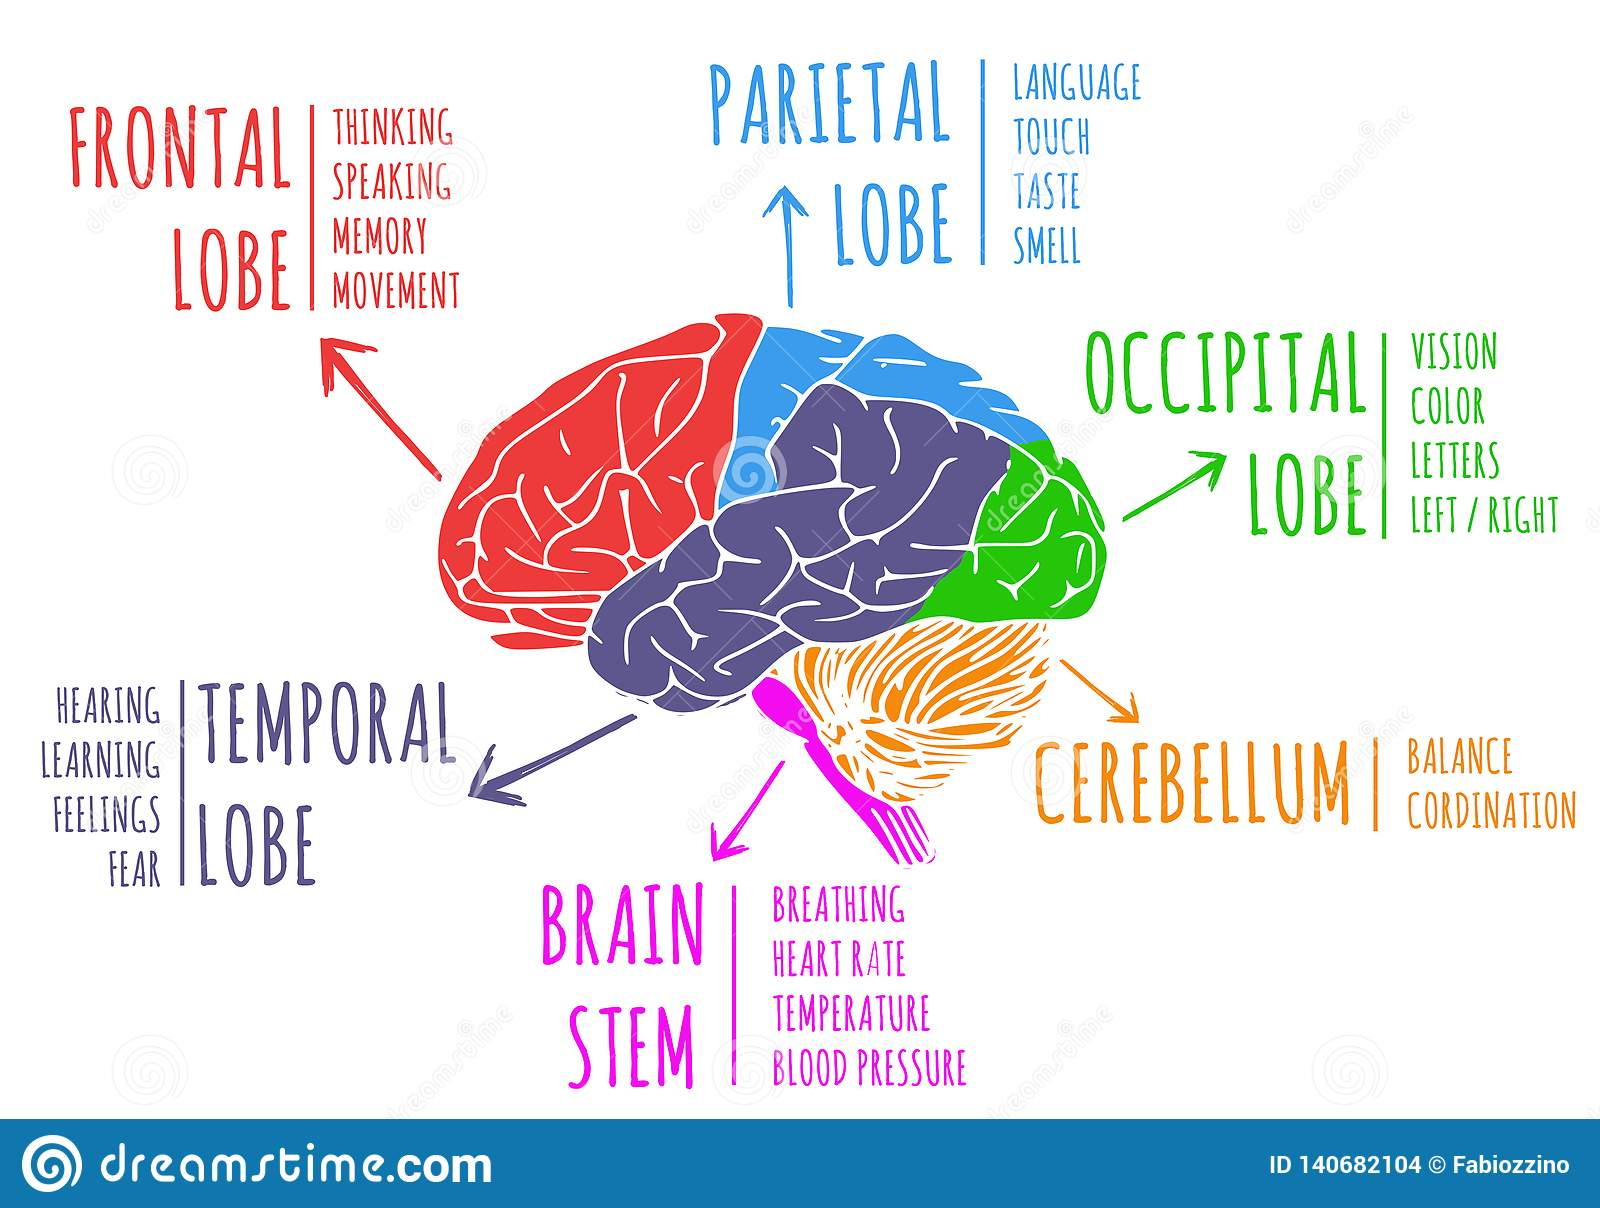 FRONTAL
LOBE
THINKING
SPEAKING
MEMORY
MOVEMENT
PARIETAL
LOBE
LANGUAGE
TOUCH
TASTE
SMELL
OCCIPITAL
LOBE
VISION
COLOR
LETTERS
LEFT / RIGHT
HEARING
LEARNING
FEELINGS
FEAR
TEMPORAL
LOBE
CEREBELLUM
BALANCE
CORDINATION
BRAIN
STEM
BREATHING
HEART RATE
TEMPERATURE
BLOOD PRESSURE
dreamstime.com
ID 140682104 © Fabiozzino